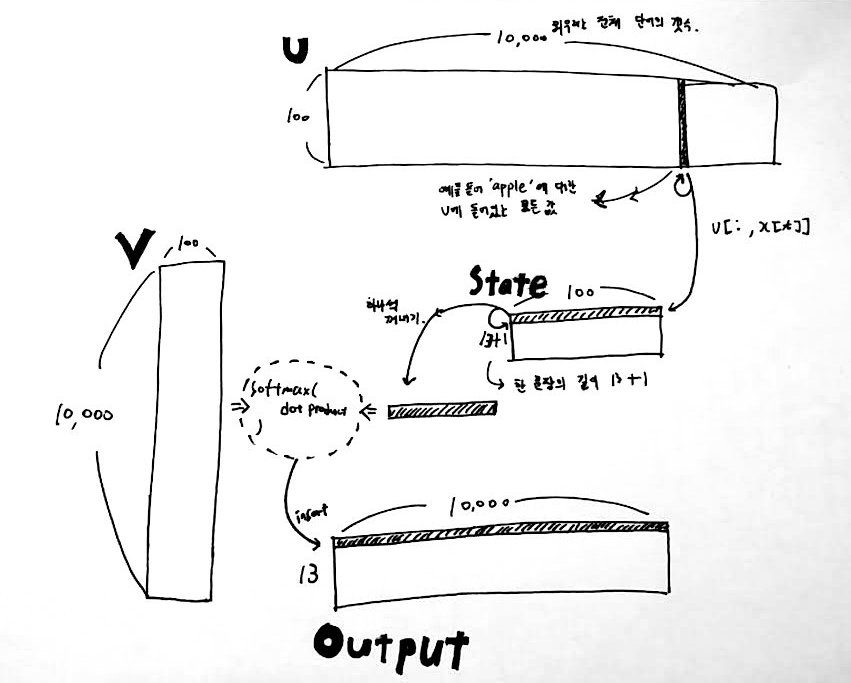 U
10,000
외우려는 전체 단어의 갯수.
100
예를들어 'apple'에 대한
U에 들어있는 모든 값
U[:,x[t]]
V
100
10,000
State
100
하나씩
꺼내기.
13+1
한 문장의 길이 13+1
softmax(
dot product
)
insert
10,000
13
Output